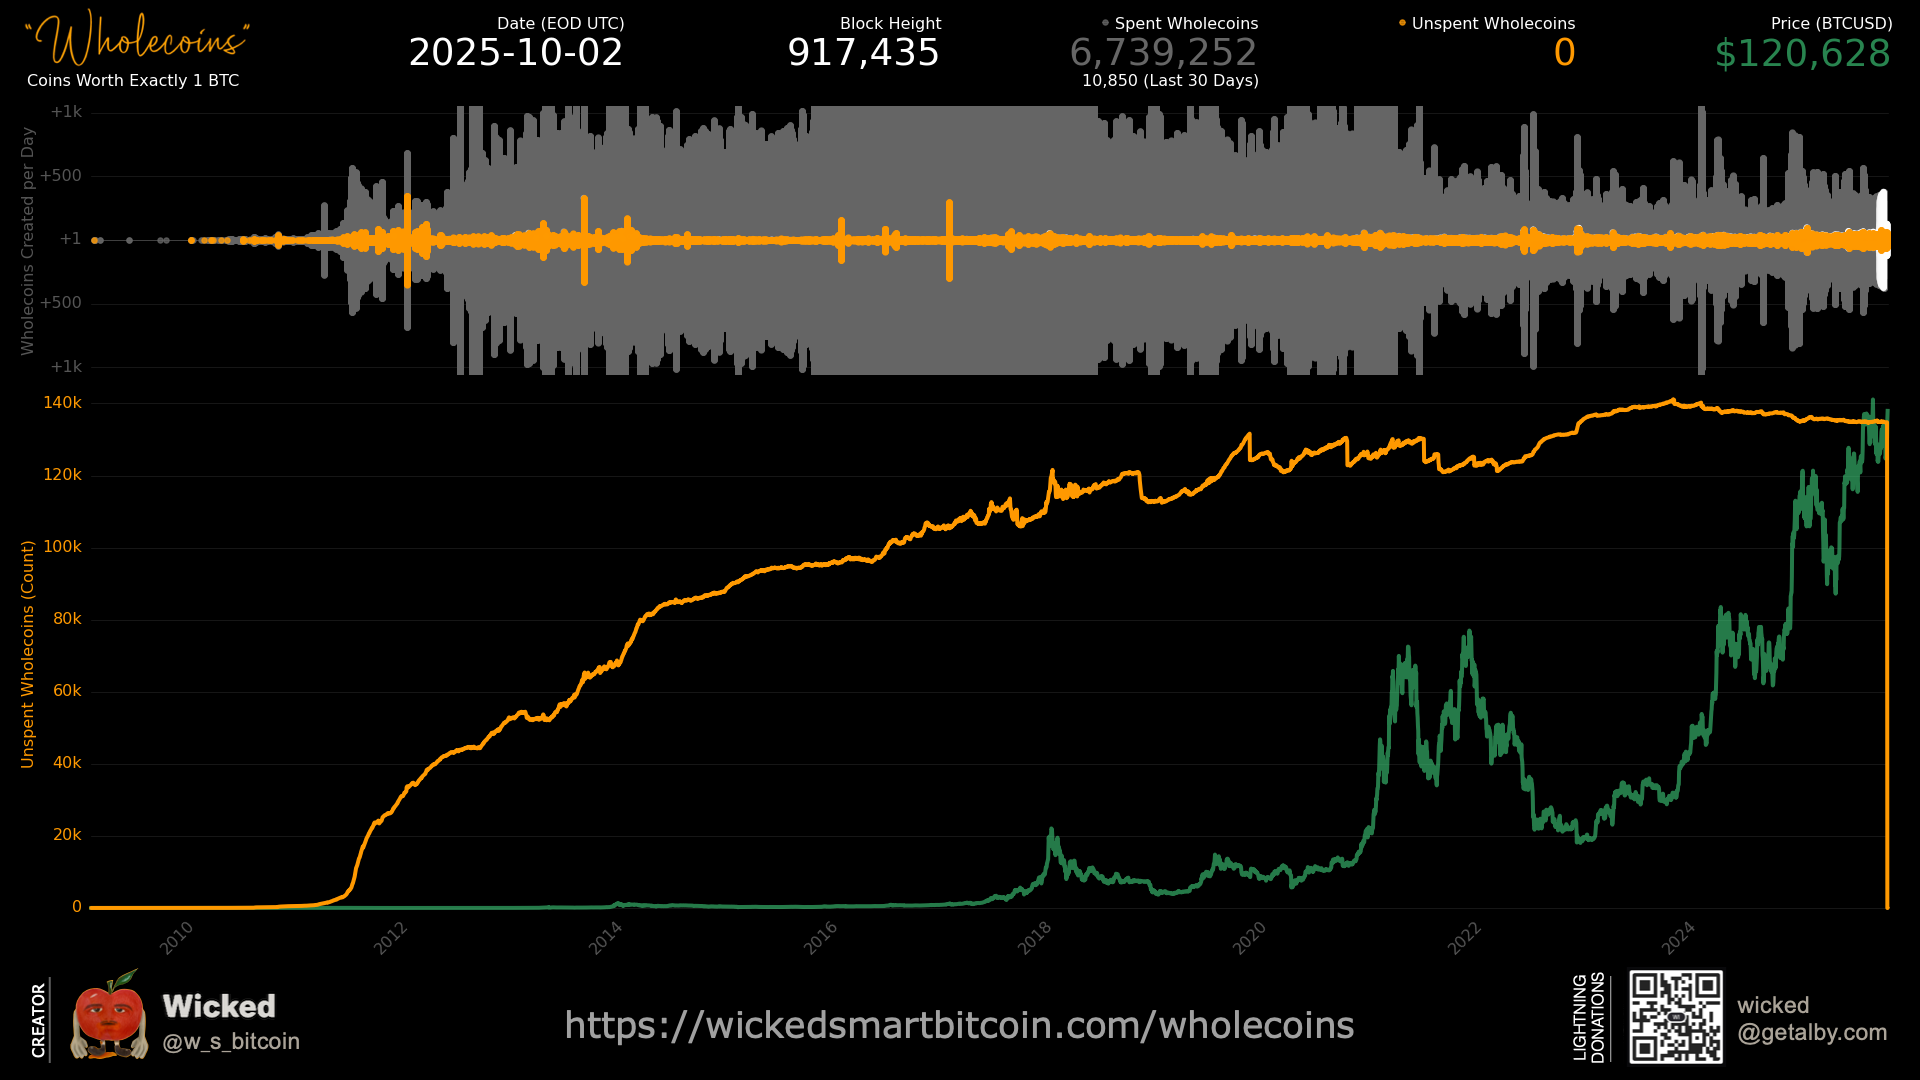 "Wholecoins"
Coins Worth Exactly 1 BTC
Date (EOD UTC)
2025-10-02
Block Height
917,435
Spent Wholecoins
6,739,252
10,850 (Last 30 Days)
Unspent Wholecoins
0
Price (BTCUSD)
$120,628
Wholecoins Created per Day
+1k
+500
+1
+500
+1k
Unspent Wholecoins (Count)
140k
120k
100k
80k
60k
40k
20k
0
2010
2012
2014
2016
2018
2020
2022
2024
CREATOR
Wicked
@w_s_bitcoin
https://wickedsmartbitcoin.com/wholecoins
LIGHTNING
DONATIONS
wicked
@getalby.com